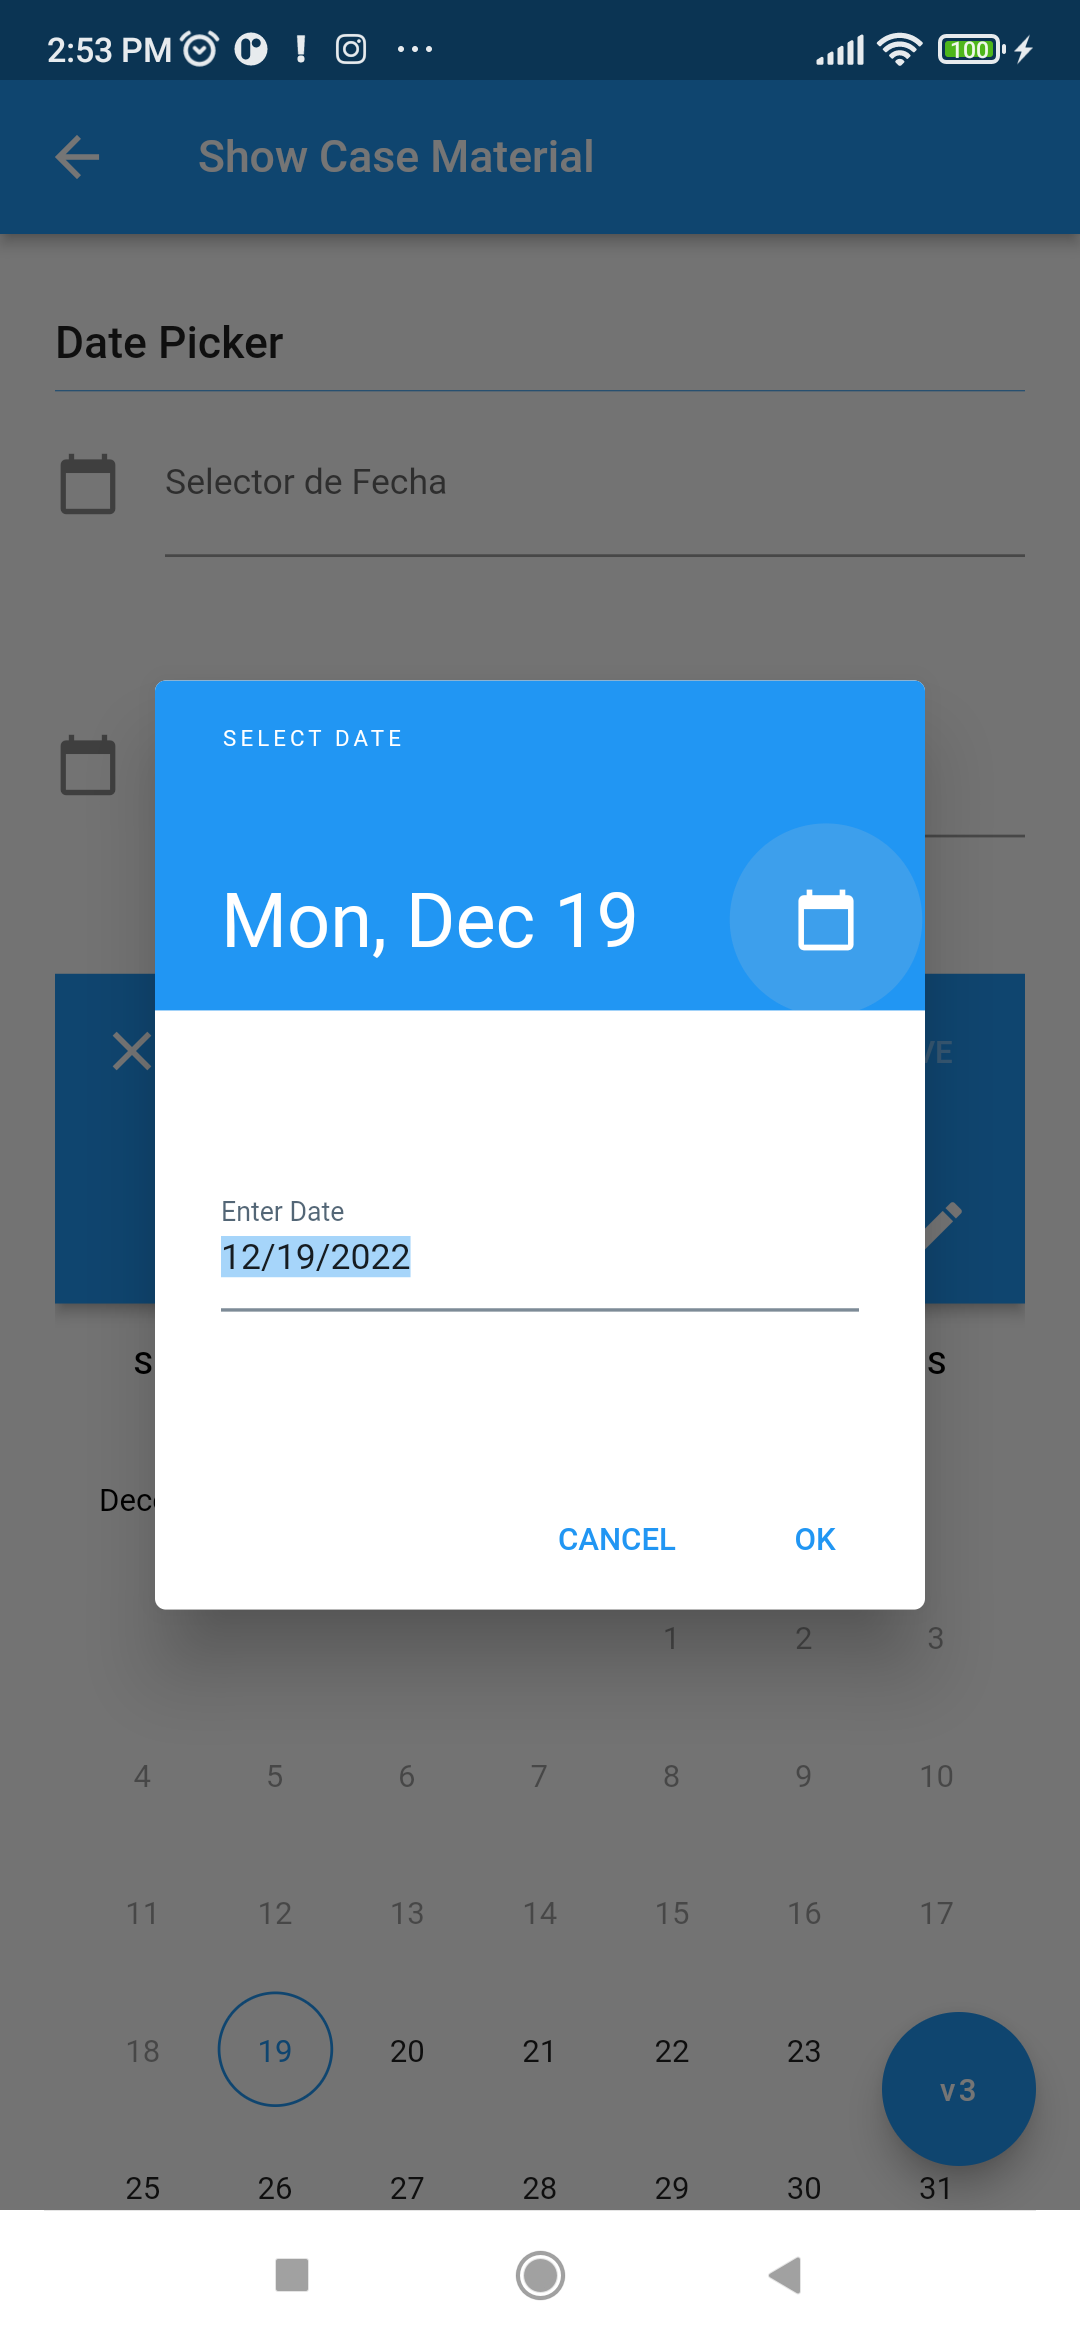 2:53 PM
100
Show Case Material
Date Picker
Selector de Fecha
SELECT DATE
Mon, Dec 19
VE
Enter Date
12/19/2022
S S
Dec
CANCEL OK
1 2 3
4 5 6 7 8 9 10
11 12 13 14 15 16 17
18 19 20 21 22 23
v3
25 26 27 28 29 30 31